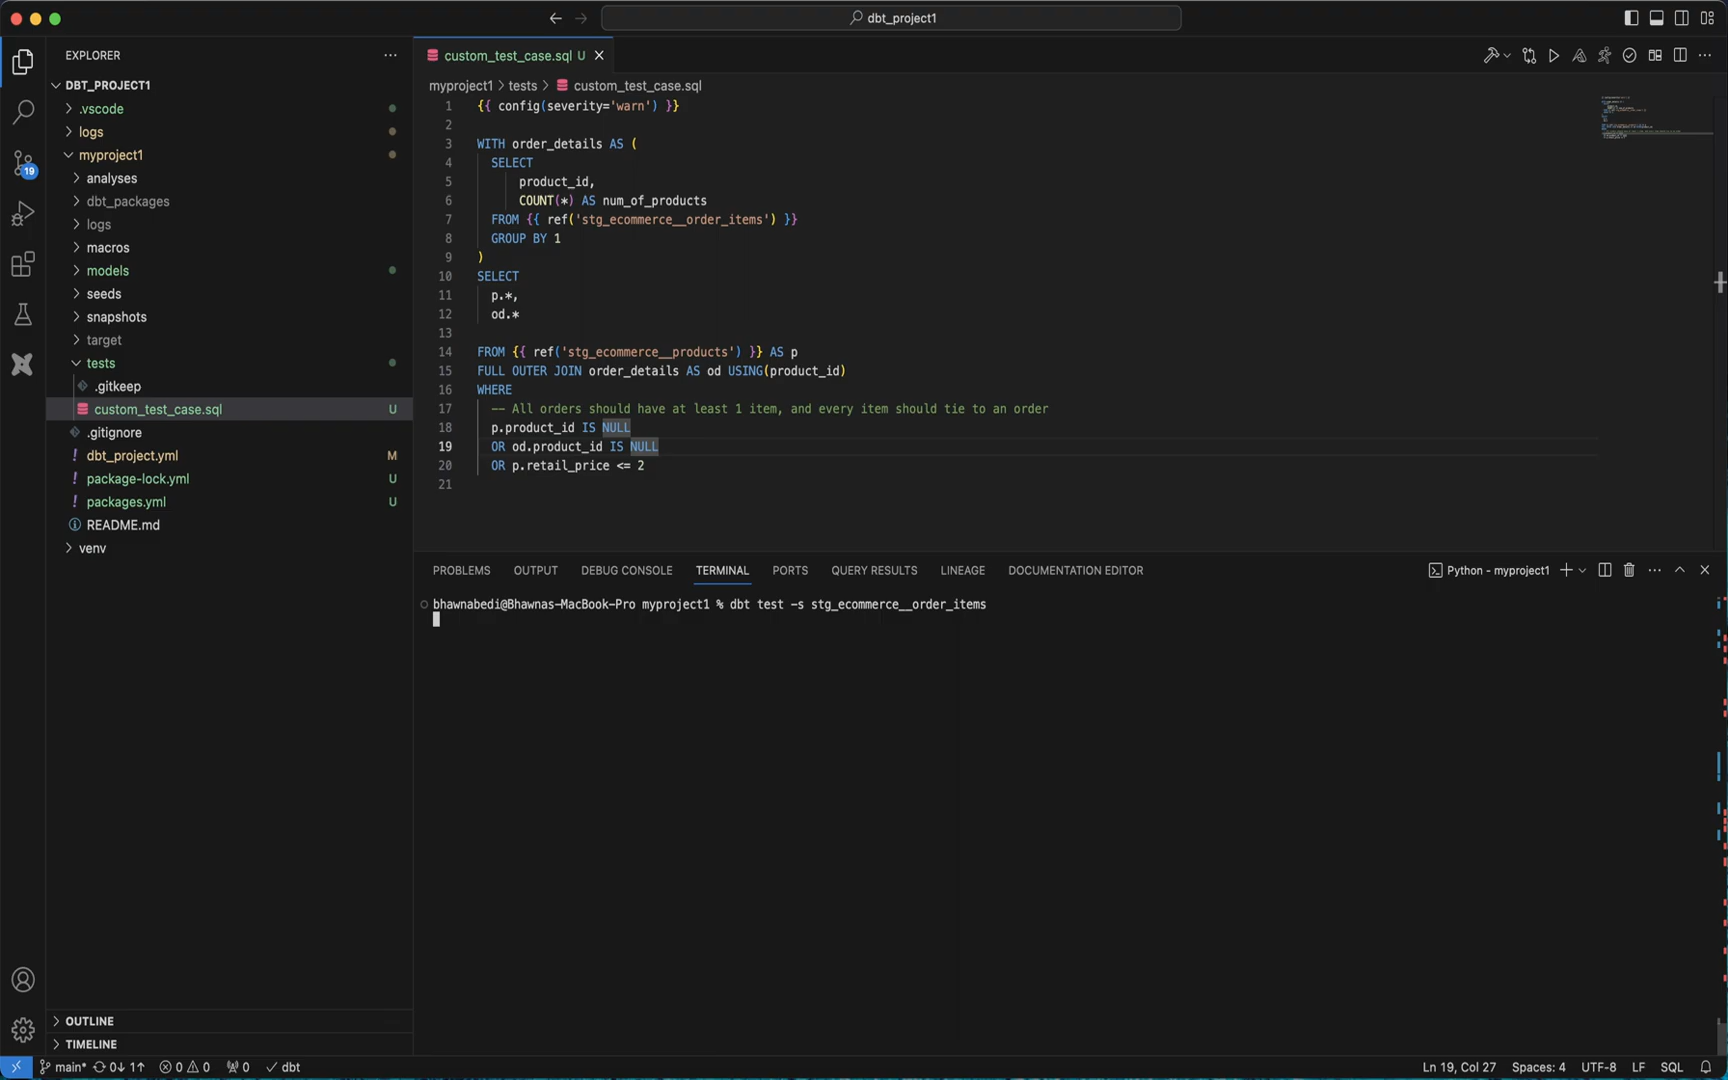 dbt_project1
EXPLORER
DBT_PROJECT1
.vscode
logs
myproject1
analyses
dbt_packages
logs
macros
models
seeds
snapshots
target
tests
.gitkeep
custom_test_case.sql U
.gitignore
! dbt_project.yml M
! package-lock.yml U
! packages.yml U
README.md
venv
OUTLINE
TIMELINE
19
custom_test_case.sql U
myproject1 > tests > custom_test_case.sql
1 {{ config(severity='warn') }}
2
3 WITH order_details AS (
4 SELECT
5 product_id,
6 COUNT(*) AS num_of_products
7 FROM {{ ref('stg_ecommerce__order_items') }}
8 GROUP BY 1
9 )
10 SELECT
11 p.*,
12 od.*
13
14 FROM {{ ref('stg_ecommerce__products') }} AS p
15 FULL OUTER JOIN order_details AS od USING(product_id)
16 WHERE
17 -- All orders should have at least 1 item, and every item should tie to an order
18 p.product_id IS NULL
19 OR od.product_id IS NULL
20 OR p.retail_price <= 2
21
PROBLEMS OUTPUT DEBUG CONSOLE TERMINAL PORTS QUERY RESULTS LINEAGE DOCUMENTATION EDITOR
Python - myproject1
bhawnabedi@Bhawnas-MacBook-Pro myproject1 % dbt test -s stg_ecommerce__order_items
main* 0↓ 1↑ 0 0 0 dbt
Ln 19, Col 27 Spaces: 4 UTF-8 LF SQL